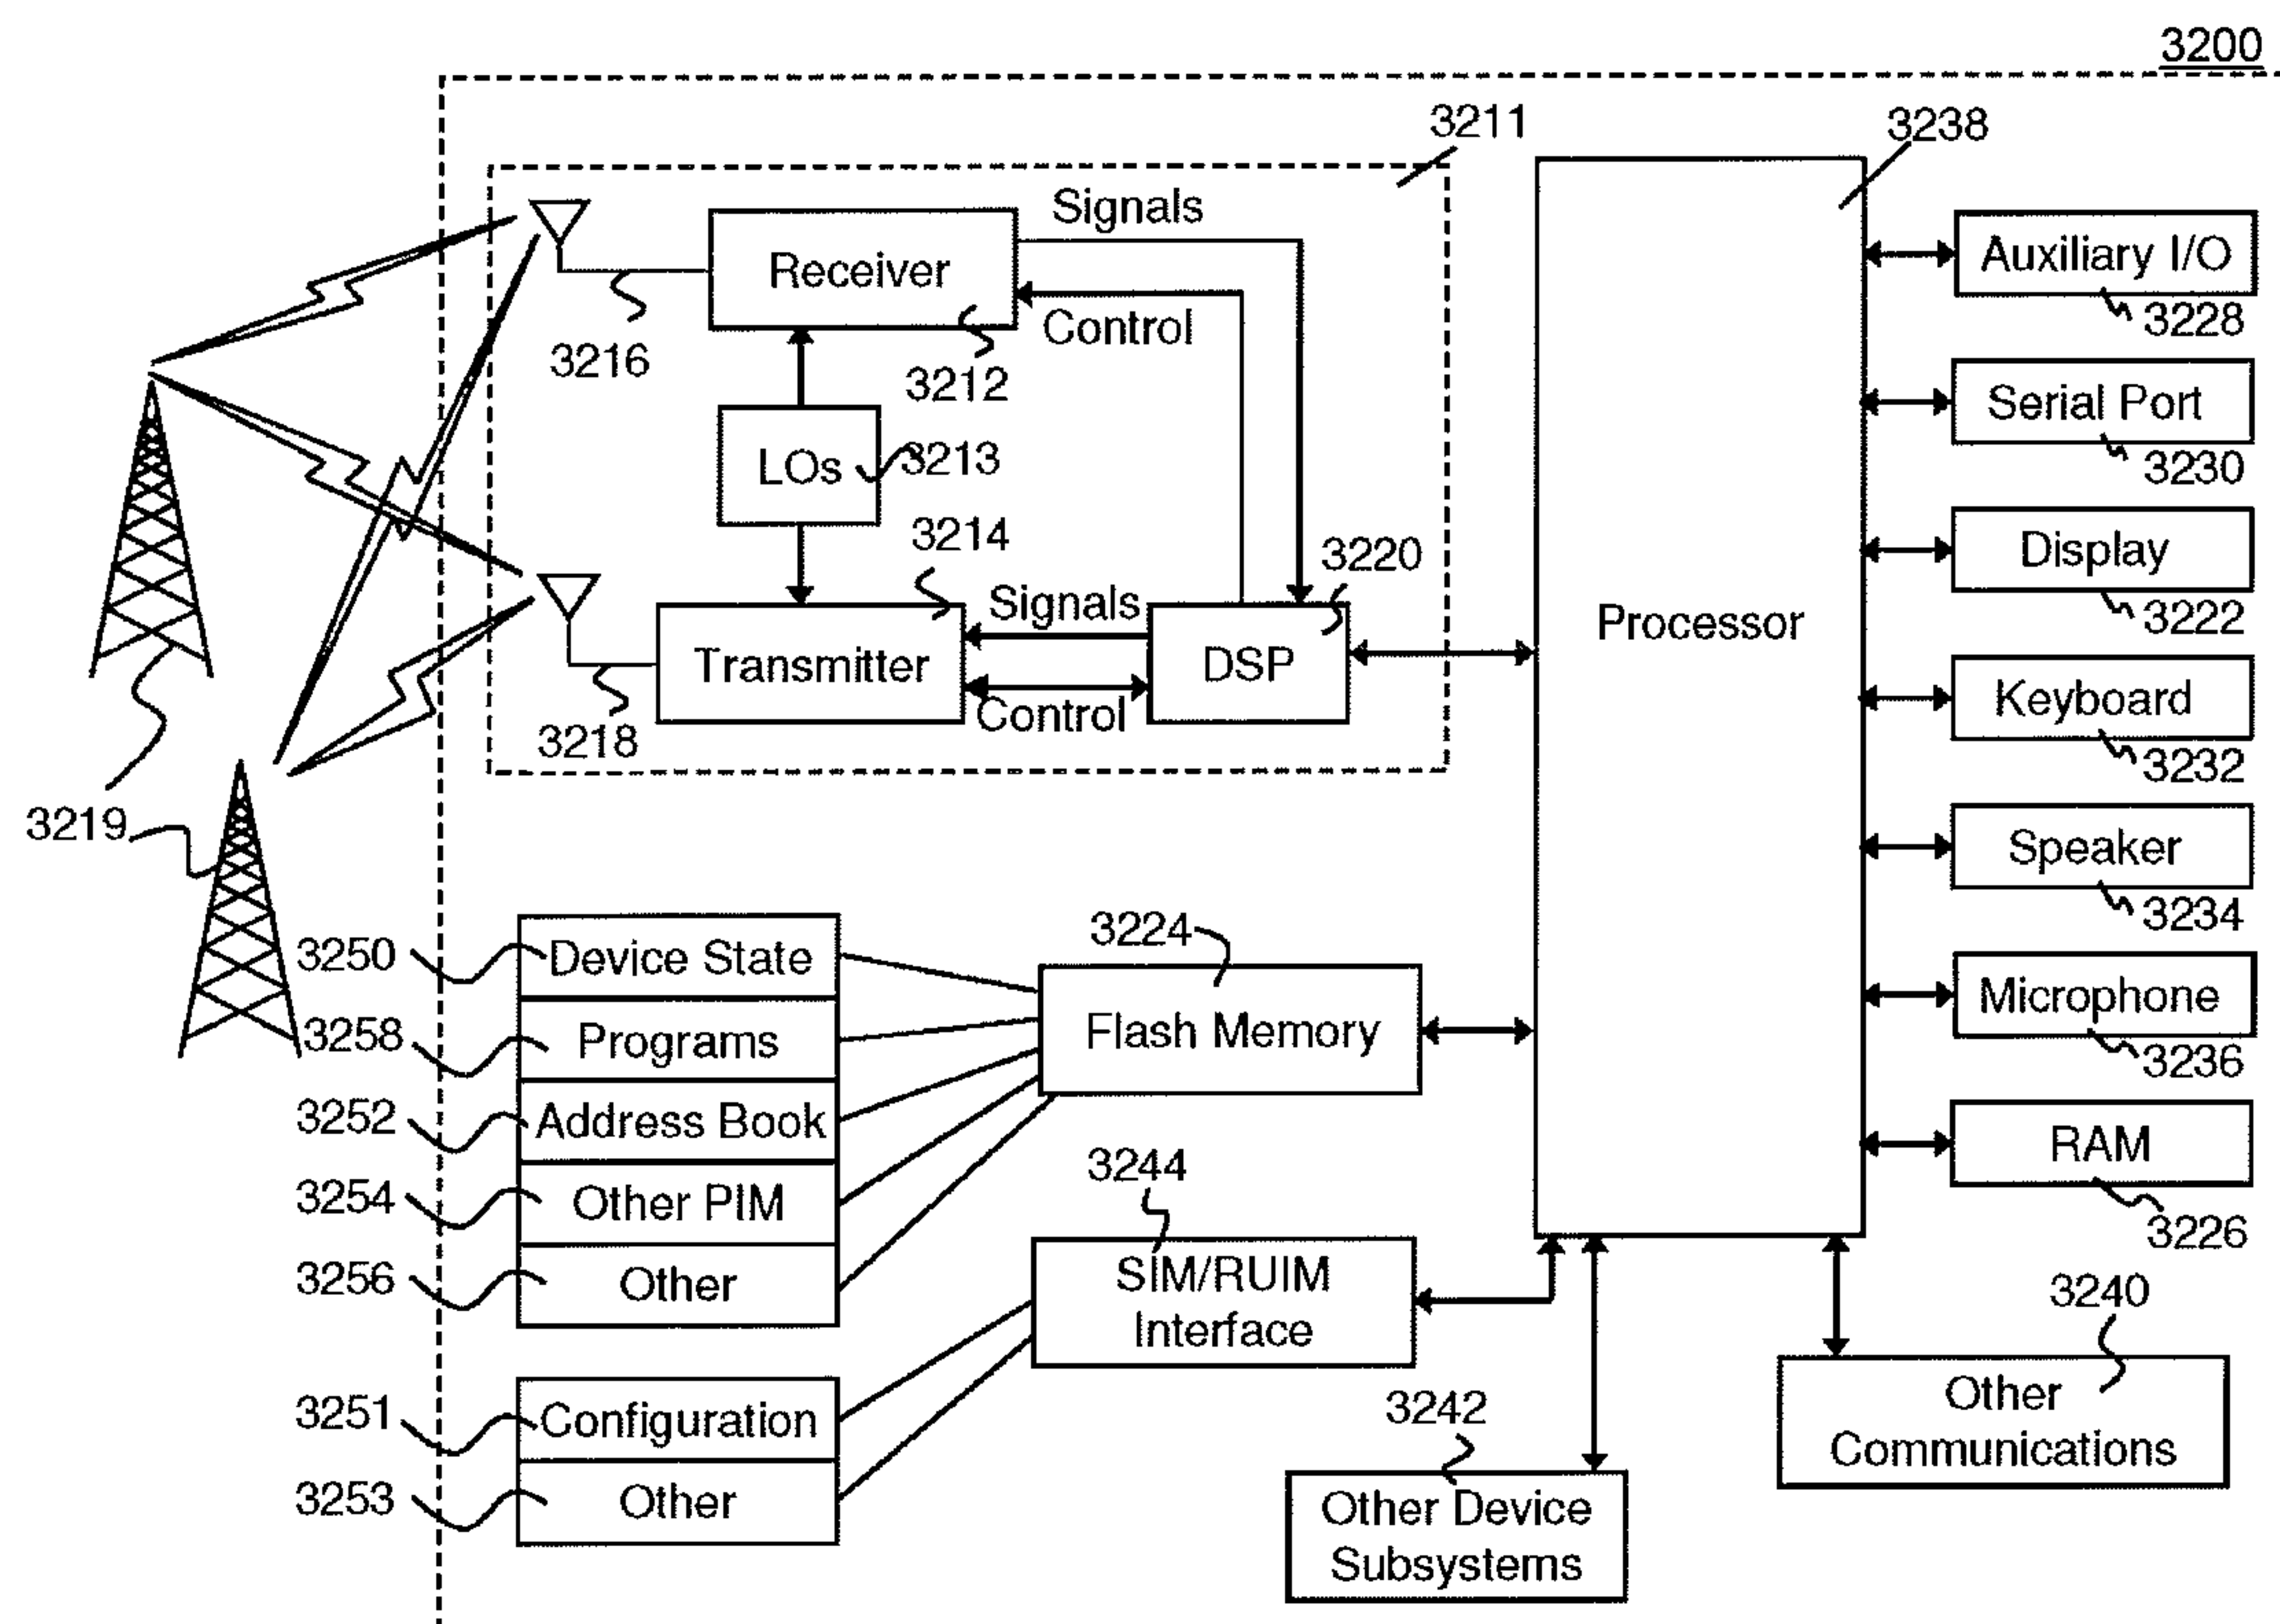 3200
3211
3238
Signals
Receiver
Control
3216
3212
LOs
3213
3214
3220
Signals
Transmitter
DSP
Control
3218
3219
Processor
Auxiliary I/O
3228
Serial Port
3230
Display
3222
Keyboard
3232
Speaker
3234
Microphone
3236
RAM
3226
3250
Device State
3258
Programs
3252
Address Book
3254
Other PIM
3256
Other
3224
Flash Memory
3244
SIM/RUIM
Interface
3251
Configuration
3253
Other
3242
Other Device
Subsystems
3240
Other
Communications